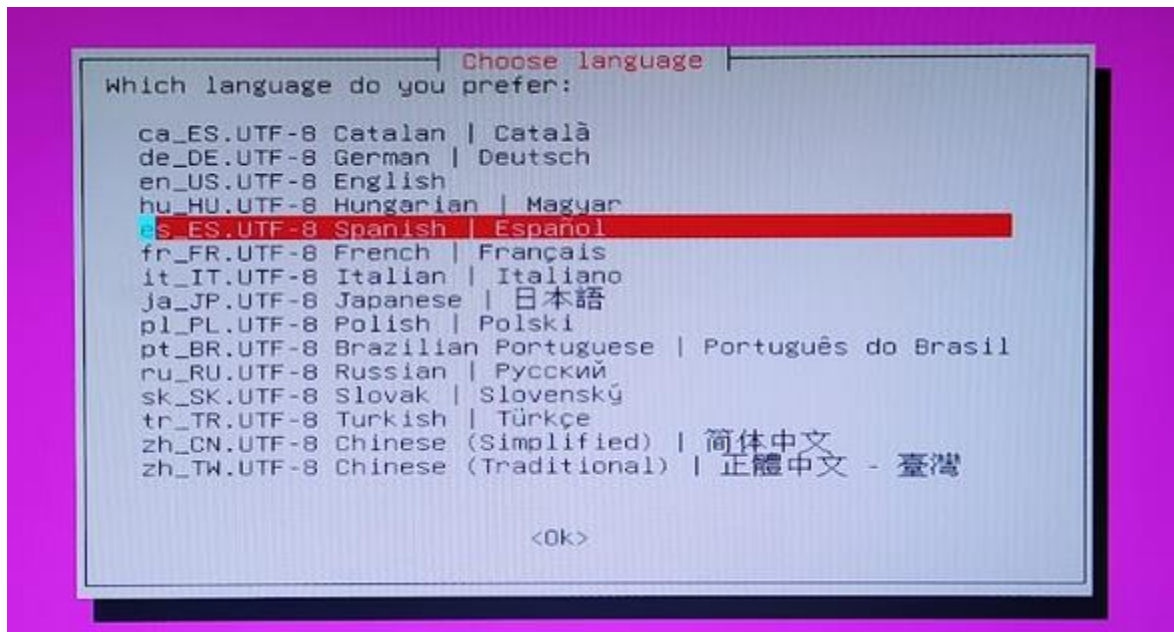 Choose language
Which language do you prefer:
ca_ES.UTF-8 Catalan | Català
de_DE.UTF-8 German | Deutsch
en_US.UTF-8 English
hu_HU.UTF-8 Hungarian | Magyar
es_ES.UTF-8 Spanish | Español
fr_FR.UTF-8 French | Français
it_IT.UTF-8 Italian | Italiano
ja_JP.UTF-8 Japanese | 日本語
pl_PL.UTF-8 Polish | Polski
pt_BR.UTF-8 Brazilian Portuguese | Português do Brasil
ru_RU.UTF-8 Russian | Русский
sk_SK.UTF-8 Slovak | Slovenský
tr_TR.UTF-8 Turkish | Türkçe
zh_CN.UTF-8 Chinese (Simplified) | 简体中文
zh_TW.UTF-8 Chinese (Traditional) | 正體中文 - 臺灣
<Ok>